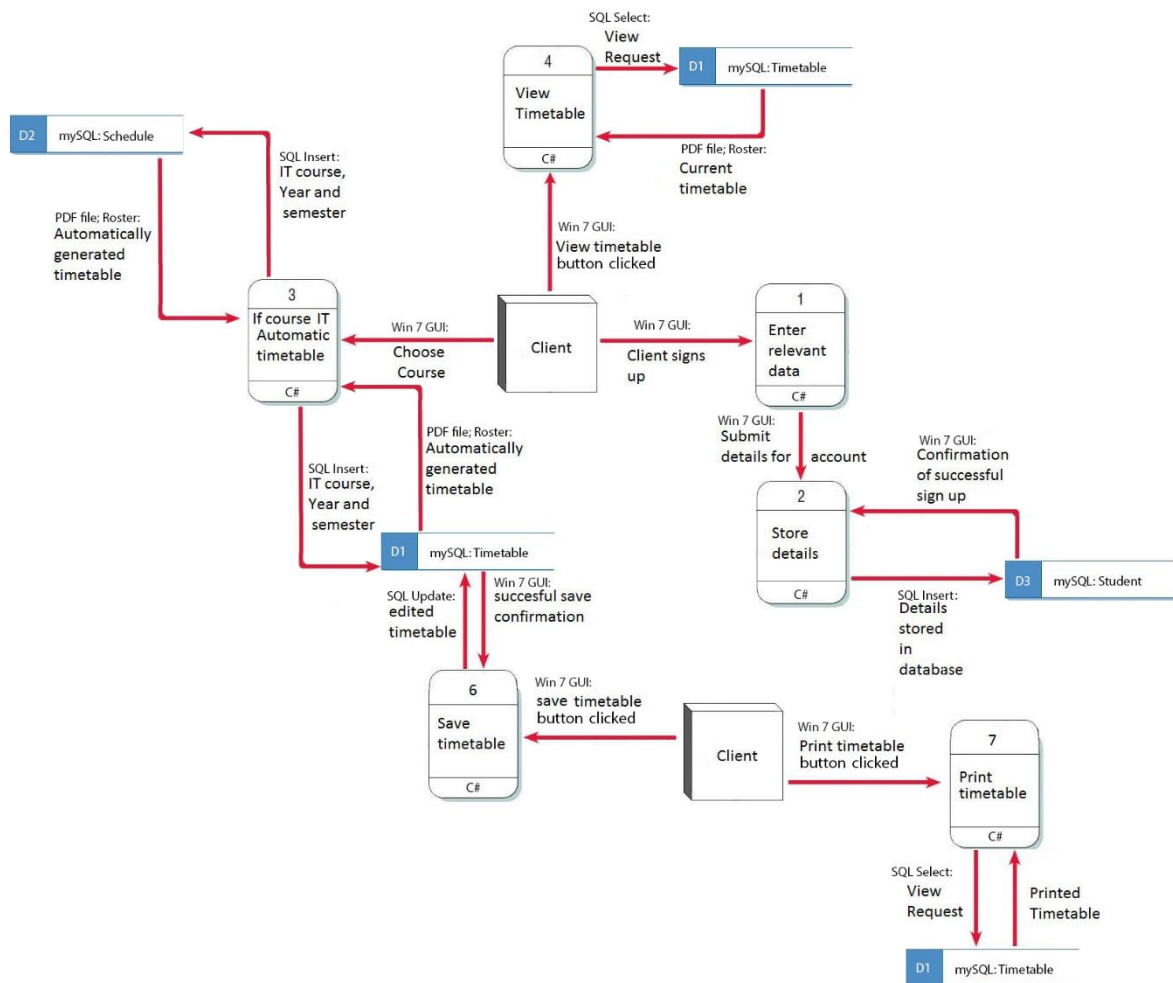 SQL Select:
View
Request
4
View
Timetable
C#
D1 mySQL: Timetable
PDF file; Roster:
Current
timetable
D2 mySQL: Schedule
SQL Insert:
IT course,
Year and
semester
PDF file; Roster:
Automatically
generated
timetable
Win 7 GUI:
View timetable
button clicked
3
If course IT
Automatic
timetable
C#
Win 7 GUI:
Choose
Course
Client
Win 7 GUI:
Client signs
up
1
Enter
relevant
data
C#
PDF file; Roster:
Automatically
generated
timetable
SQL Insert:
IT course,
Year and
semester
Win 7 GUI:
Submit
details for account
Win 7 GUI:
Confirmation
of successful
sign up
2
Store
details
C#
D1 mySQL: Timetable
D3 mySQL: Student
SQL Update:
edited
timetable
Win 7 GUI:
succesful save
confirmation
SQL Insert:
Details
stored
in
database
6
Save
timetable
C#
Win 7 GUI:
save timetable
button clicked
Client
Win 7 GUI:
Print timetable
button clicked
7
Print
timetable
C#
SQL Select:
View
Request
Printed
Timetable
D1 mySQL: Timetable